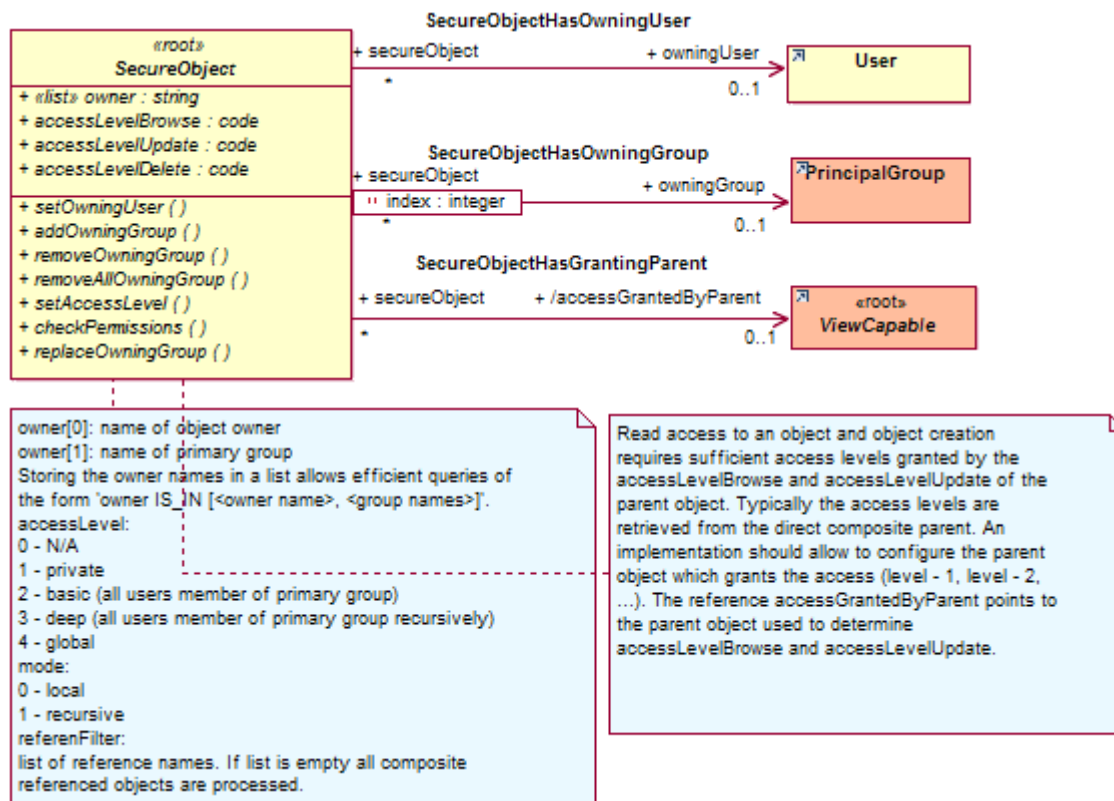 SecureObjectHasOwningUser
«root»
SecureObject
+ «list» owner : string
+ accessLevelBrowse : code
+ accessLevelUpdate : code
+ accessLevelDelete : code
+ setOwningUser ( )
+ addOwningGroup ( )
+ removeOwningGroup ( )
+ removeAllOwningGroup ( )
+ setAccessLevel ( )
+ checkPermissions ( )
+ replaceOwningGroup ( )
+ secureObject
+ owningUser
*
0..1
User
SecureObjectHasOwningGroup
+ secureObject
index : integer
+ owningGroup
*
0..1
PrincipalGroup
SecureObjectHasGrantingParent
+ secureObject
+ /accessGrantedByParent
*
0..1
«root»
ViewCapable
owner[0]: name of object owner
owner[1]: name of primary group
Storing the owner names in a list allows efficient queries of
the form 'owner IS_IN [<owner name>, <group names>]'.
accessLevel:
0 - N/A
1 - private
2 - basic (all users member of primary group)
3 - deep (all users member of primary group recursively)
4 - global
mode:
0 - local
1 - recursive
referenFilter:
list of reference names. If list is empty all composite
referenced objects are processed.
Read access to an object and object creation
requires sufficient access levels granted by the
accessLevelBrowse and accessLevelUpdate of the
parent object. Typically the access levels are
retrieved from the direct composite parent. An
implementation should allow to configure the parent
object which grants the access (level - 1, level - 2,
...). The reference accessGrantedByParent points to
the parent object used to determine
accessLevelBrowse and accessLevelUpdate.